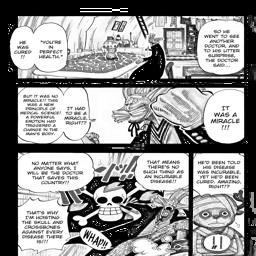 SO HE
WENT TO SEE
ANOTHER
DOCTOR, AND
TO HIS UTTER
SURPRISE,
THE DOCTOR
SAID...
"YOU'RE
IN
PERFECT
HEALTH."
HE
WAS
CURED
!!
IT WAS A
MIRACLE
!!!
IT HAD
TO BE A
MIRACLE,
RIGHT?
BUT IT WAS NO
MIRACLE! THIS WAS
A NEW PRINCIPLE
OF MEDICAL
SCIENCE!
A POWERFUL
EMOTION HAD
TRIGGERED A
CHANGE IN THE
MAN'S BODY.
HE'D BEEN TOLD
HIS DISEASE
WAS INCURABLE,
YET HE'D BEEN
CURED. AMAZING,
RIGHT?
!!
THAT MEANS
THERE'S NO
SUCH THING AS
AN INCURABLE
DISEASE!!
NO MATTER WHAT
ANYONE SAYS, I
WILL BE THE DOCTOR
THAT SAVES THIS
COUNTRY!!
THAT'S WHY
I'M HOISTING
THE SKULL AND
CROSSBONES
AGAINST EVERY
DISEASE THERE
IS!!!
WHAP!!